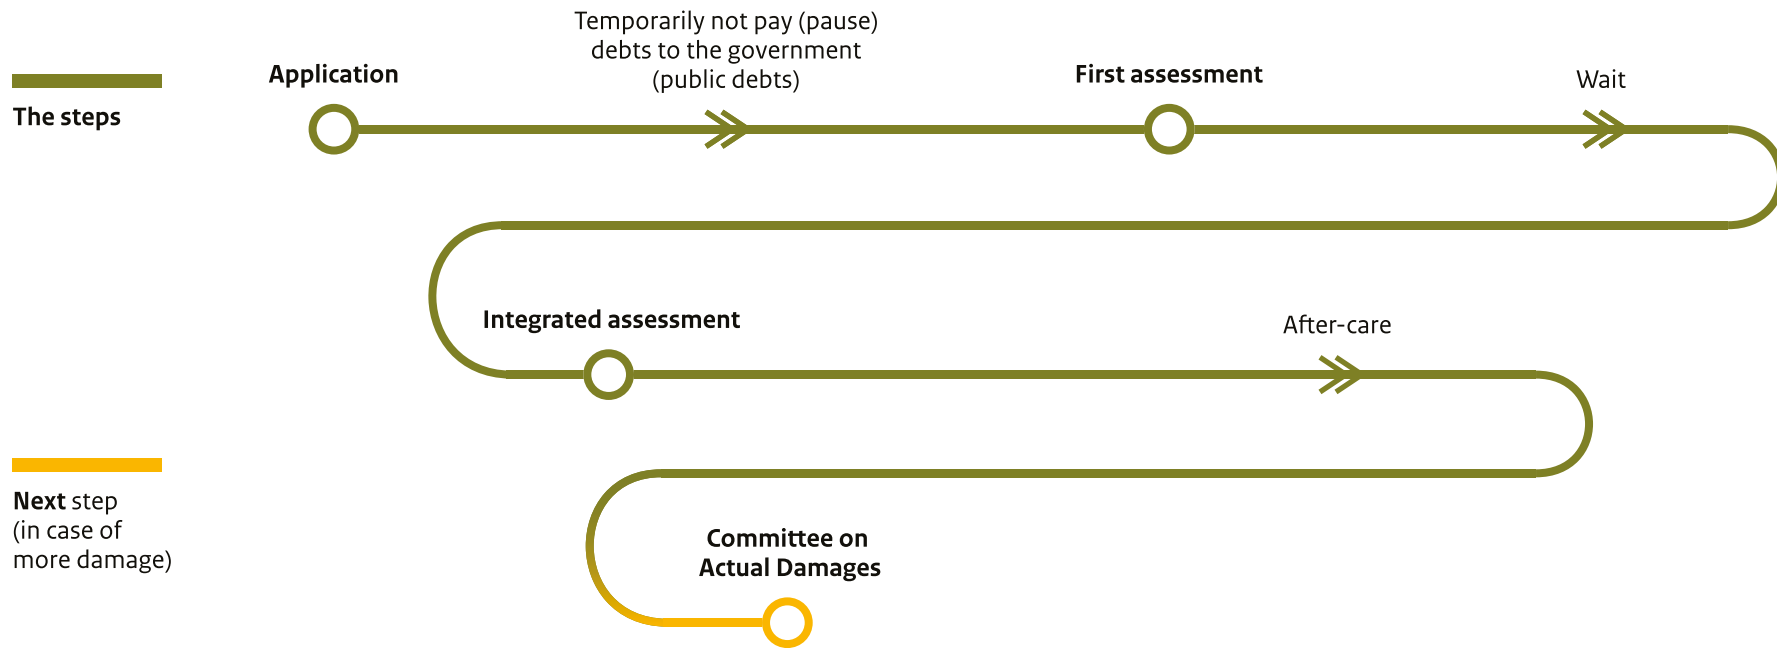 Temporarily not pay (pause)
debts to the government
(public debts)
Application
First assessment
Wait
The steps
Integrated assessment
After-care
Next step
(in case of
more damage)
Committee on
Actual Damages